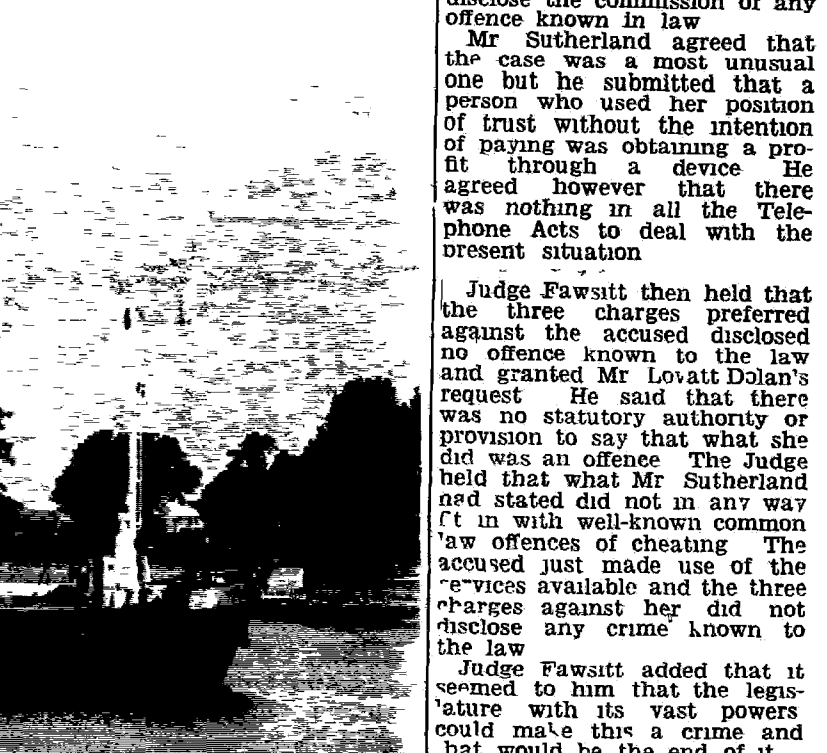 disclose the commission of any
offence known in law
Mr Sutherland agreed that
the case was a most unusual
one but he submitted that a
person who used her position
of trust without the intention
of paying was obtaining a pro-
fit through a device He
agreed however that there
was nothing in all the Tele-
phone Acts to deal with the
present situation
Judge Fawsitt then held that
the three charges preferred
against the accused disclosed
no offence known to the law
and granted Mr Lovatt Dolan's
request He said that there
was no statutory authority or
provision to say that what she
did was an offence The Judge
held that what Mr Sutherland
had stated did not in any way
fit in with well-known common
law offences of cheating The
accused just made use of the
services available and the three
charges against her did not
disclose any crime known to
the law
Judge Fawsitt added that it
seemed to him that the legis-
lature with its vast powers
could make this a crime and
that would be the end of it